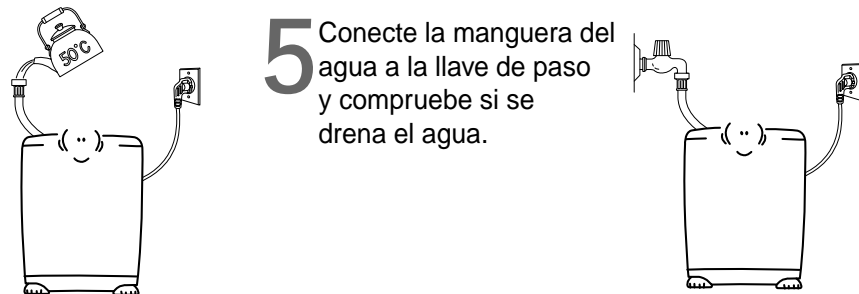 50°C
5 Conecte la manguera del
agua a la llave de paso
y compruebe si se
drena el agua.